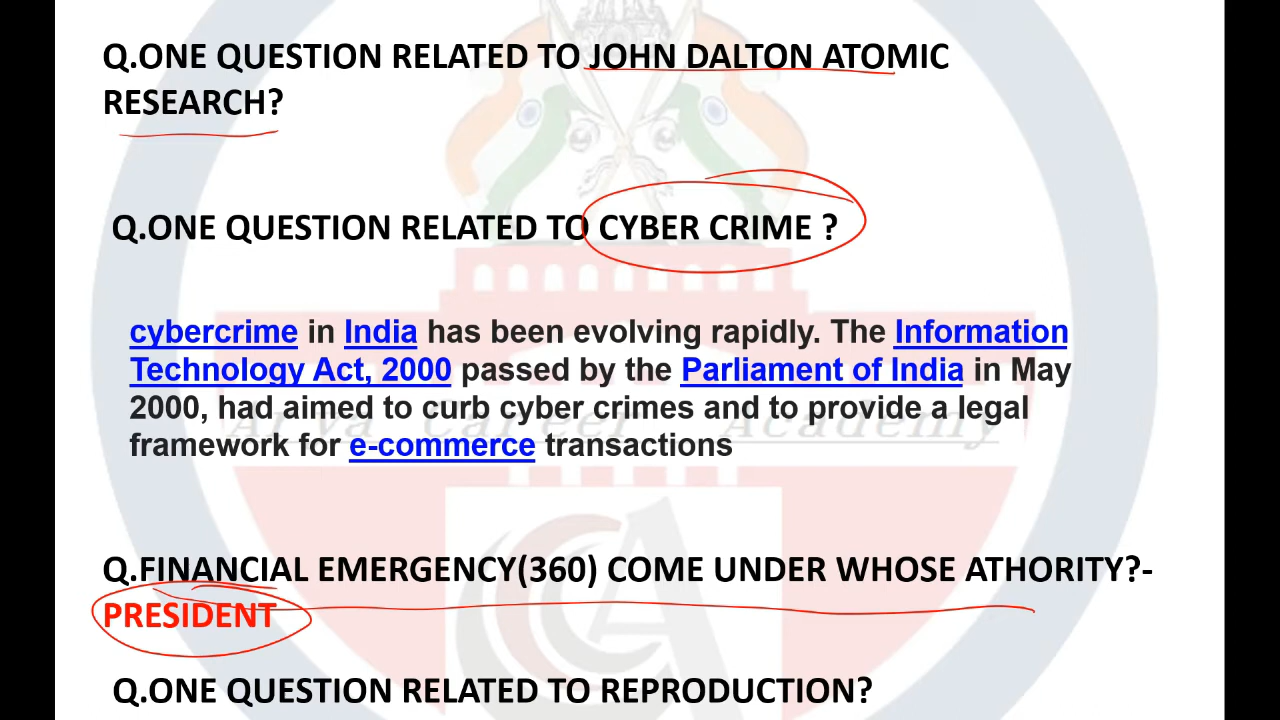 Q.ONE QUESTION RELATED TO JOHN DALTON ATOMIC
RESEARCH?
Q.ONE QUESTION RELATED TO CYBER CRIME ?
cybercrime in India has been evolving rapidly. The Information
Technology Act, 2000 passed by the Parliament of India in May
2000, had aimed to curb cyber crimes and to provide a legal
Arya Career Academy
framework for e-commerce transactions
Q.FINANCIAL EMERGENCY(360) COME UNDER WHOSE ATHORITY?-
PRESIDENT
Q.ONE QUESTION RELATED TO REPRODUCTION?